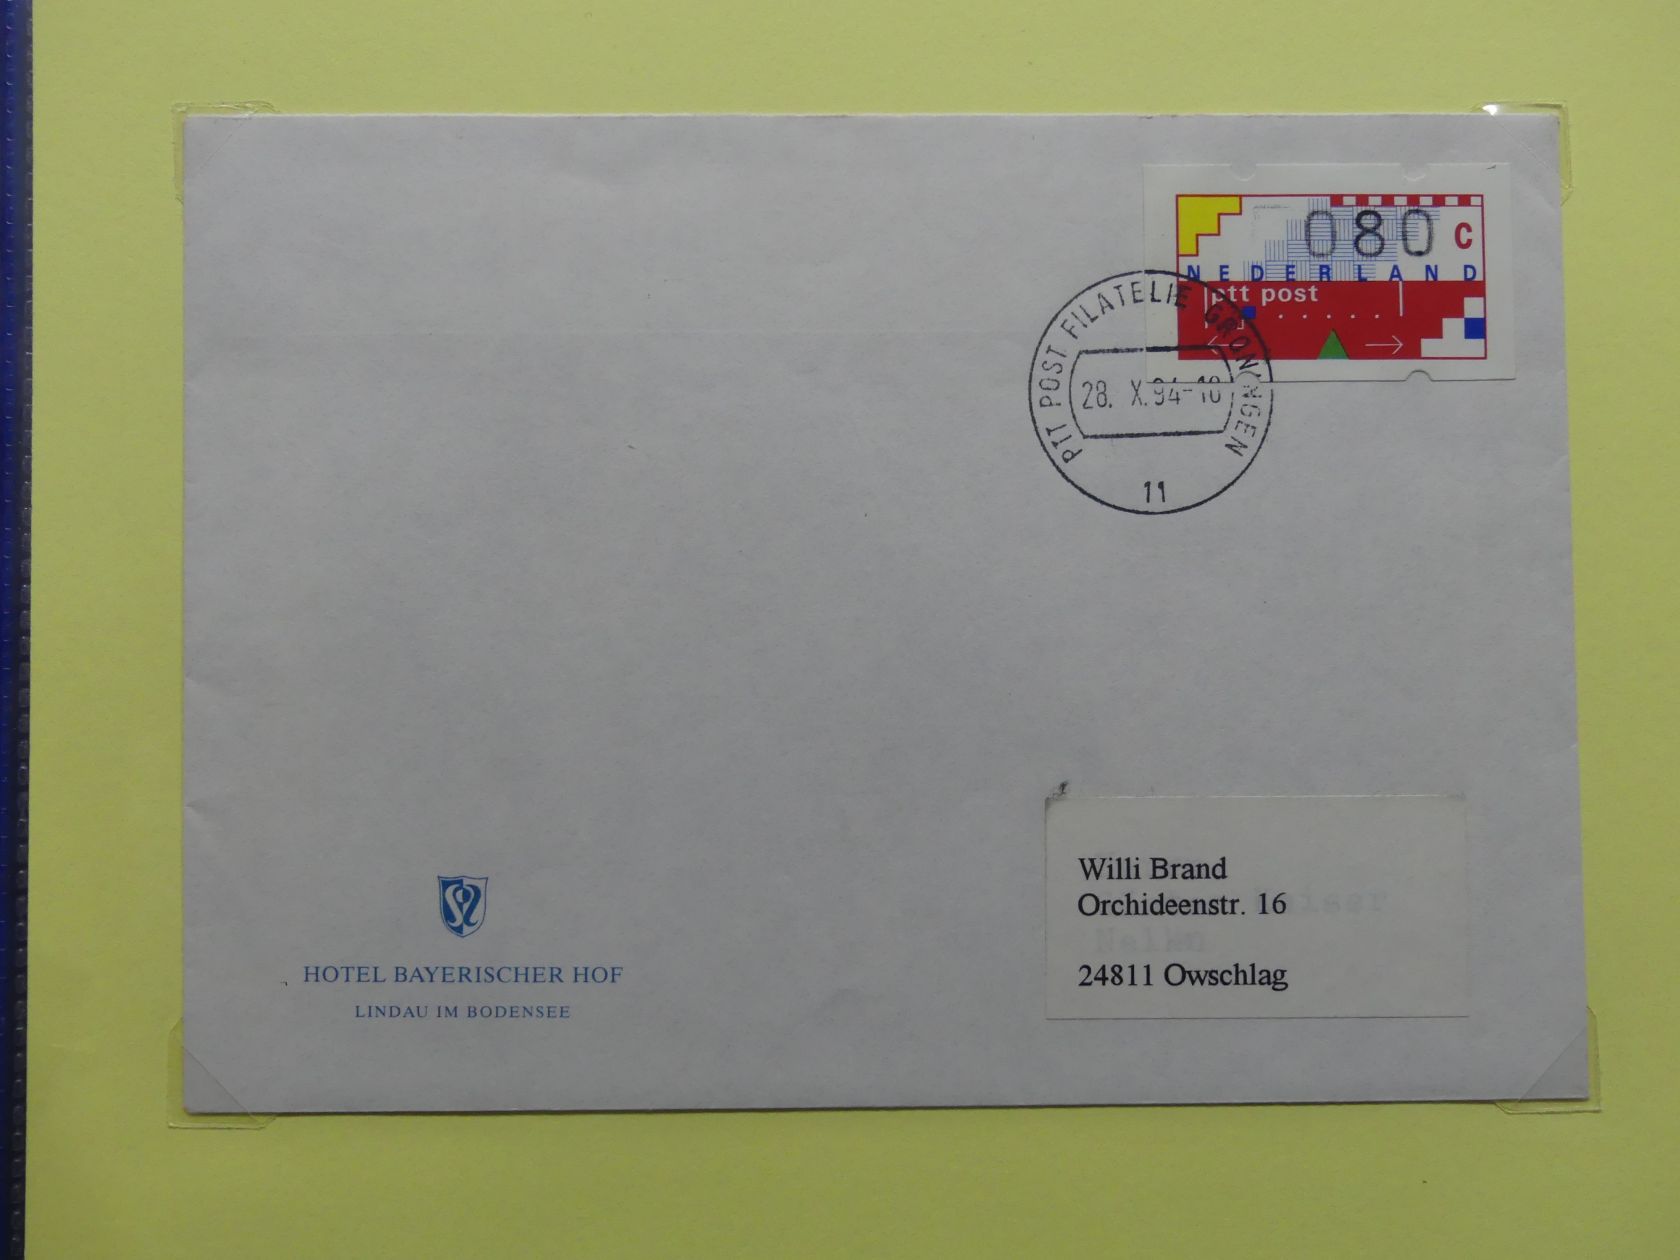 080 C
NEDERLAND
ptt post
PTT POST FILATELIE GRONINGEN
28. X. 94-18
11
Willi Brand
Orchideenstr. 16
24811 Owschlag
HOTEL BAYERISCHER HOF
LINDAU IM BODENSEE